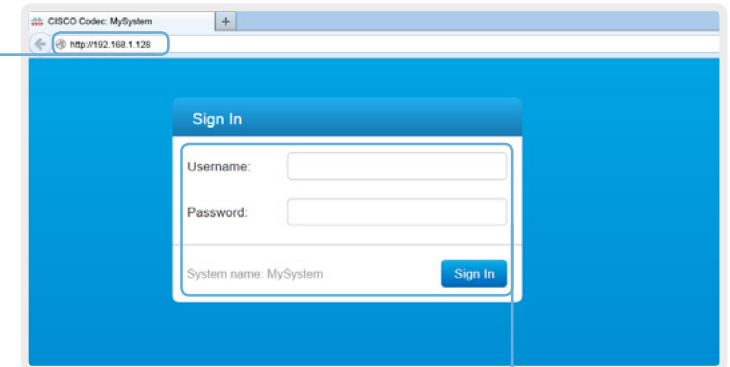 CISCO Codec: MySystem
+
http://192.168.1.128
Sign In
Username:
Password:
System name: MySystem
Sign In